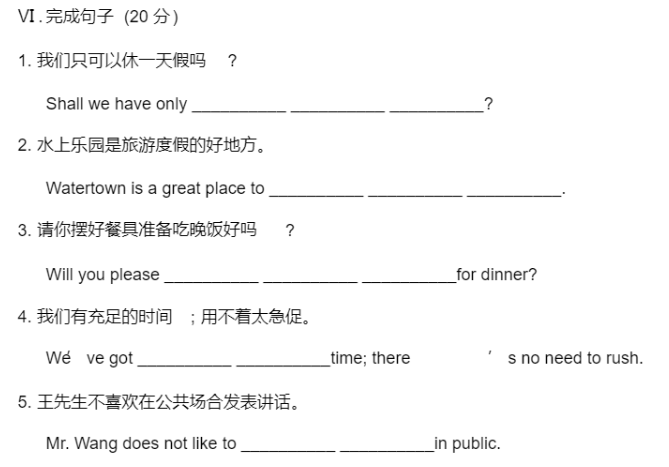 Ⅵ.完成句子 (20 分)
1. 我们只可以休一天假吗 ?
Shall we have only __________ __________ __________?
2. 水上乐园是旅游度假的好地方。
Watertown is a great place to __________ __________ __________.
3. 请你摆好餐具准备吃晚饭好吗 ?
Will you please __________ __________ __________for dinner?
4. 我们有充足的时间 ; 用不着太急促。
Wé ve got __________ __________time; there ′ s no need to rush.
5. 王先生不喜欢在公共场合发表讲话。
Mr. Wang does not like to __________ __________in public.